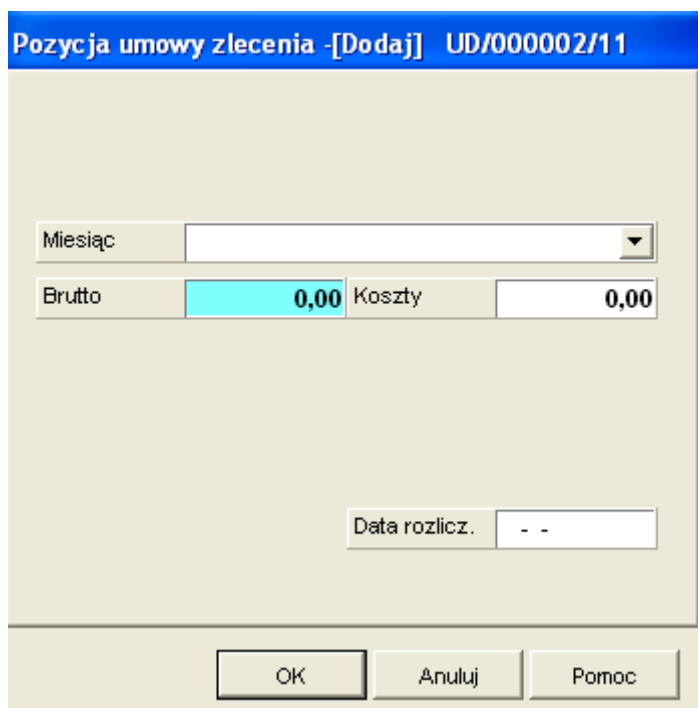 Pozycja umowy zlecenia -[Dodaj] UD/000002/11
Miesiąc
Brutto 0,00 Koszty 0,00
Data rozlicz. - -
OK Anuluj Pomoc